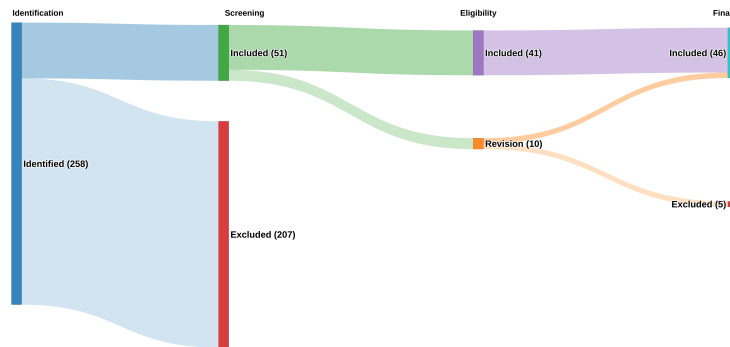 Identification
Screening
Eligibility
Fina
Included (51)
Included (41)
Included (46)
Revision (10)
Identified (258)
Excluded (5)
Excluded (207)